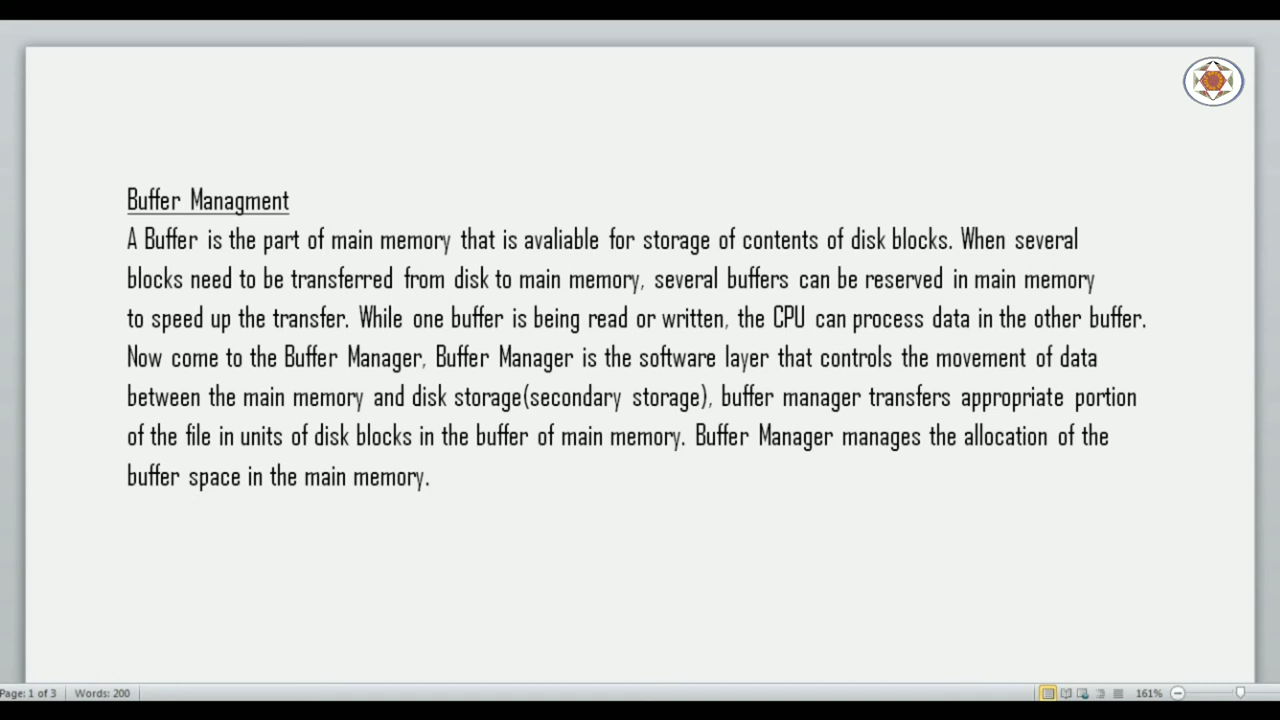 Buffer Managment
A Buffer is the part of main memory that is avaliable for storage of contents of disk blocks. When several
blocks need to be transferred from disk to main memory, several buffers can be reserved in main memory
to speed up the transfer. While one buffer is being read or written, the CPU can process data in the other buffer.
Now come to the Buffer Manager, Buffer Manager is the software layer that controls the movement of data
between the main memory and disk storage(secondary storage), buffer manager transfers appropriate portion
of the file in units of disk blocks in the buffer of main memory. Buffer Manager manages the allocation of the
buffer space in the main memory.
Page: 1 of 3 Words: 200 161%